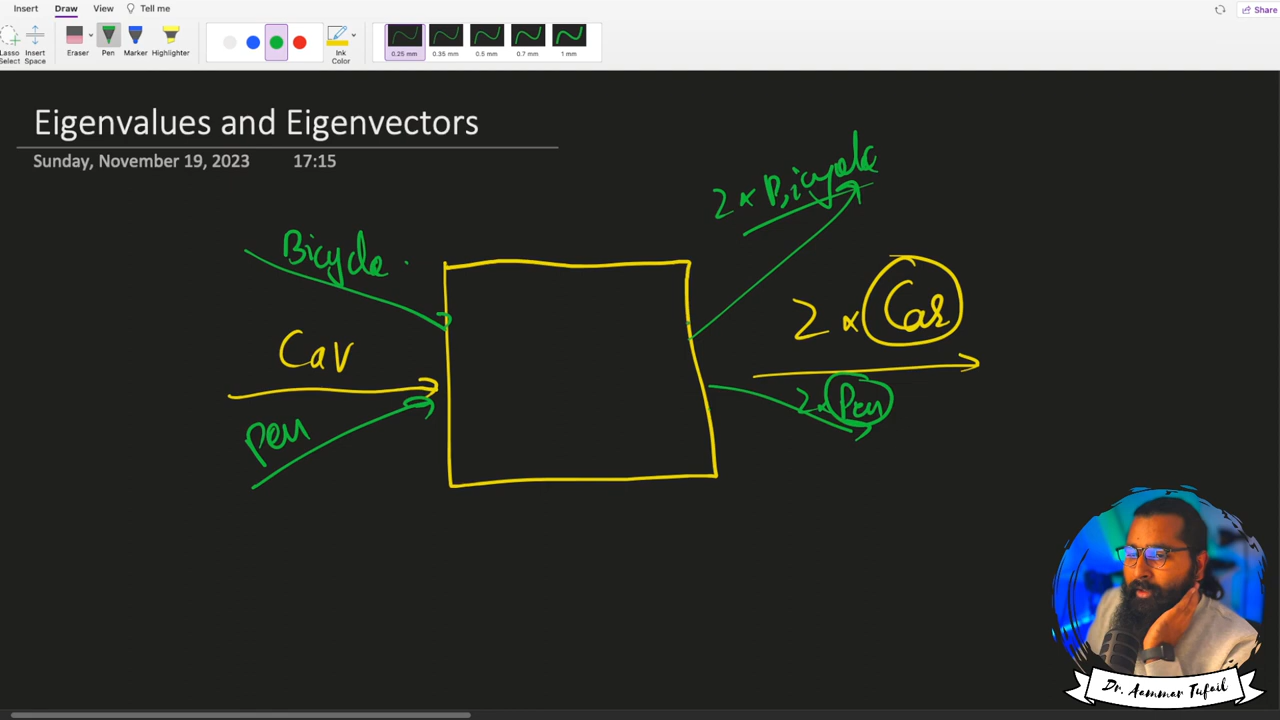 Insert Draw View Tell me
Share
Lasso Select
Insert Space
Eraser
Pen
Marker
Highlighter
Ink Color
0.25 mm
0.35 mm
0.5 mm
0.7 mm
1 mm
Eigenvalues and Eigenvectors
Sunday, November 19, 2023 17:15
2 × Bicycle
Bicycle
2 × Car
Car
2 × Pen
Pen
Dr. Aammar Tufail